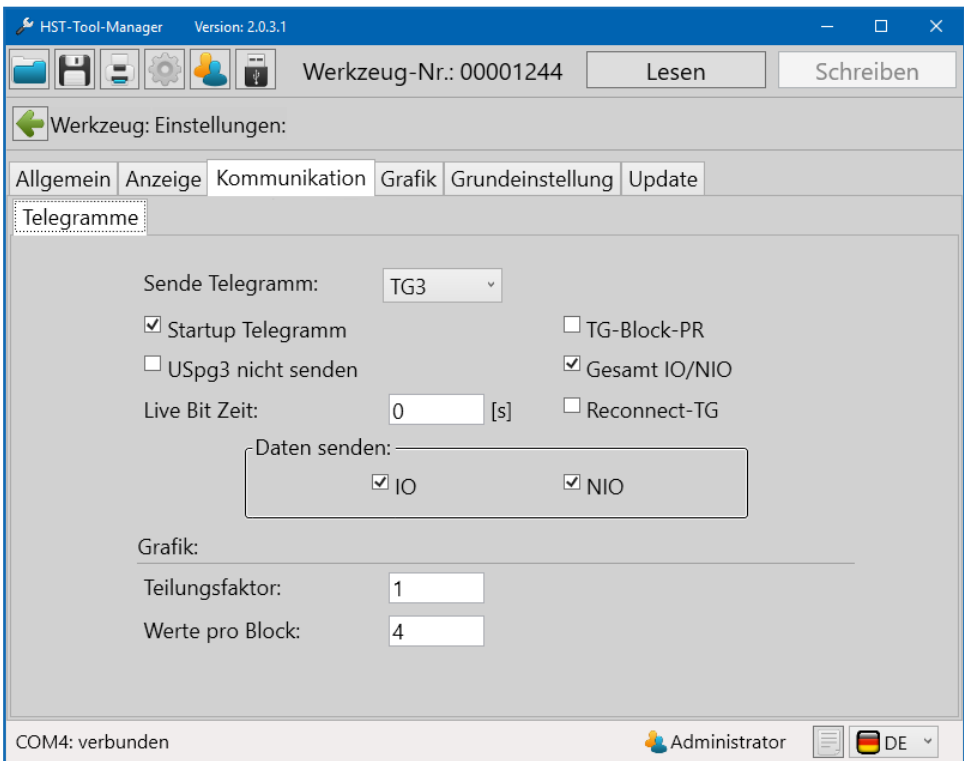 HST-Tool-Manager Version: 2.0.3.1
Werkzeug-Nr.: 00001244 Lesen Schreiben
Werkzeug: Einstellungen:
Allgemein Anzeige Kommunikation Grafik Grundeinstellung Update
Telegramme
Sende Telegramm: TG3
Startup Telegramm TG-Block-PR
USpg3 nicht senden Gesamt IO/NIO
Live Bit Zeit: 0 [s] Reconnect-TG
Daten senden:
IO NIO
Grafik:
Teilungsfaktor: 1
Werte pro Block: 4
COM4: verbunden Administrator DE